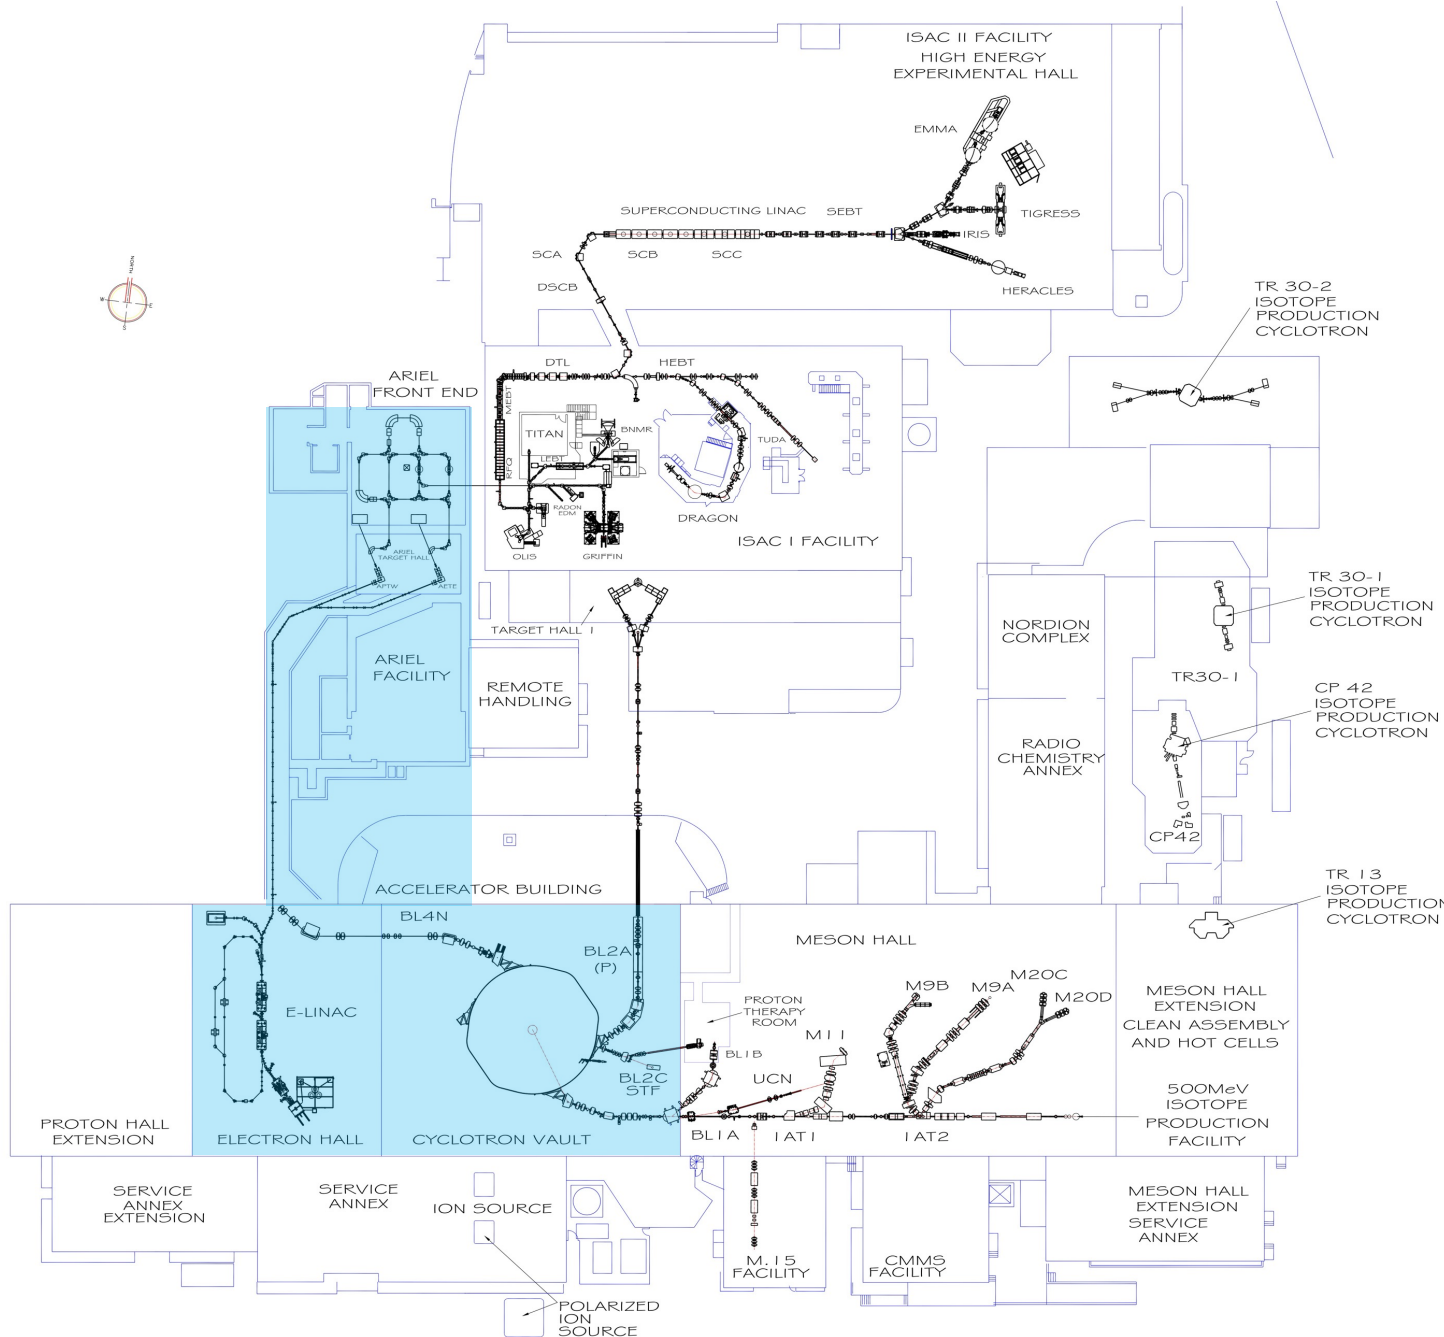 ISAC II FACILITY
HIGH ENERGY
EXPERIMENTAL HALL
EMMA
SUPERCONDUCTING LINAC
SEBT
TIGRESS
IRIS
SCA
SCB
SCC
DSCB
HERACLES
NORTH
W
E
S
TR 30-2
ISOTOPE
PRODUCTION
CYCLOTRON
ARIEL
FRONT END
DTL
HEBT
MEBT
TITAN
BNMR
TUDA
LEBT
RFQ
RADON
EDM
DRAGON
OLIS
GRIFFIN
ISAC I FACILITY
ARIEL
TARGET HALL
APTW
AETE
TR 30-1
ISOTOPE
PRODUCTION
CYCLOTRON
TARGET HALL 1
NORDION
COMPLEX
ARIEL
FACILITY
REMOTE
HANDLING
TR30-1
CP 42
ISOTOPE
PRODUCTION
CYCLOTRON
RADIO
CHEMISTRY
ANNEX
CP42
ACCELERATOR BUILDING
TR 13
ISOTOPE
PRODUCTION
CYCLOTRON
BL4N
BL2A
(P)
MESON HALL
E-LINAC
PROTON
THERAPY
ROOM
M9B
M9A
M20C
M20D
MESON HALL
EXTENSION
CLEAN ASSEMBLY
AND HOT CELLS
M11
BL1B
UCN
BL2C
STF
500MeV
ISOTOPE
PRODUCTION
FACILITY
PROTON HALL
EXTENSION
ELECTRON HALL
CYCLOTRON VAULT
BL1A
1AT1
1AT2
SERVICE
ANNEX
EXTENSION
SERVICE
ANNEX
ION SOURCE
MESON HALL
EXTENSION
SERVICE
ANNEX
M.15
FACILITY
CMMS
FACILITY
POLARIZED
ION
SOURCE